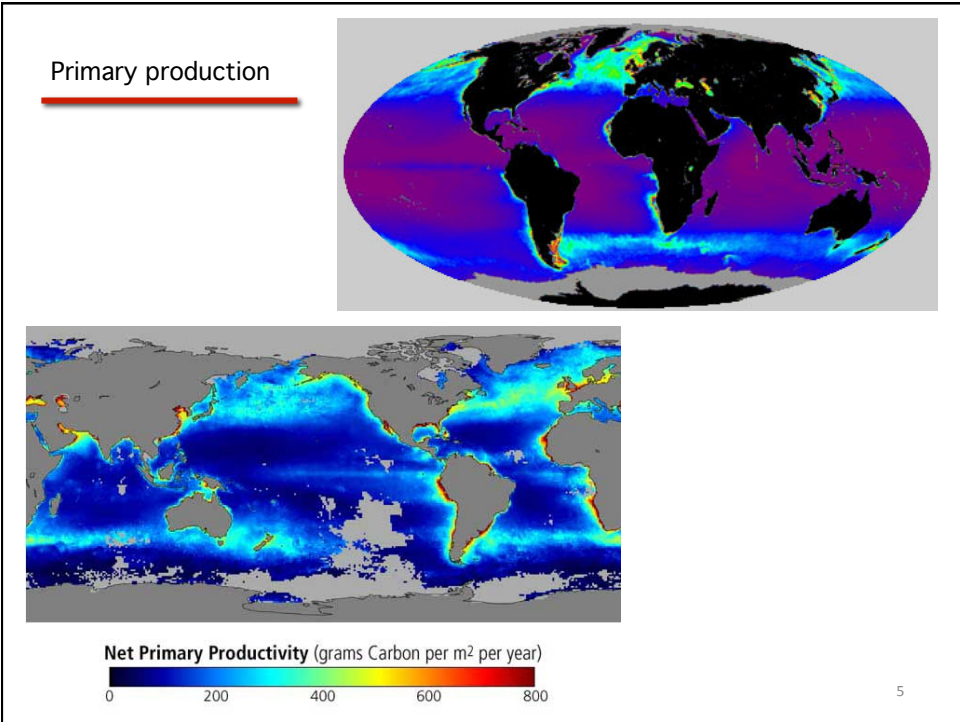 Primary production
Net Primary Productivity (grams Carbon per m2 per year)
0 200 400 600 800
5